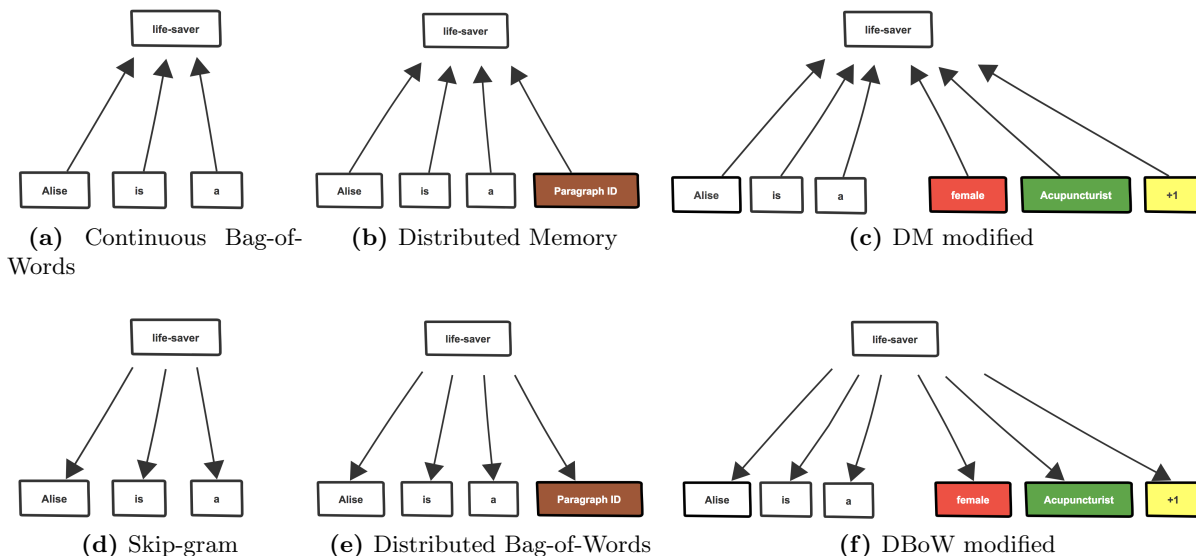 life-saver
Alise is a
(a) Continuous Bag-of-
Words
life-saver
Alise is a Paragraph ID
(b) Distributed Memory
life-saver
Alise is a female Acupuncturist +1
(c) DM modified
life-saver
Alise is a
(d) Skip-gram
life-saver
Alise is a Paragraph ID
(e) Distributed Bag-of-Words
life-saver
Alise is a female Acupuncturist +1
(f) DBoW modified